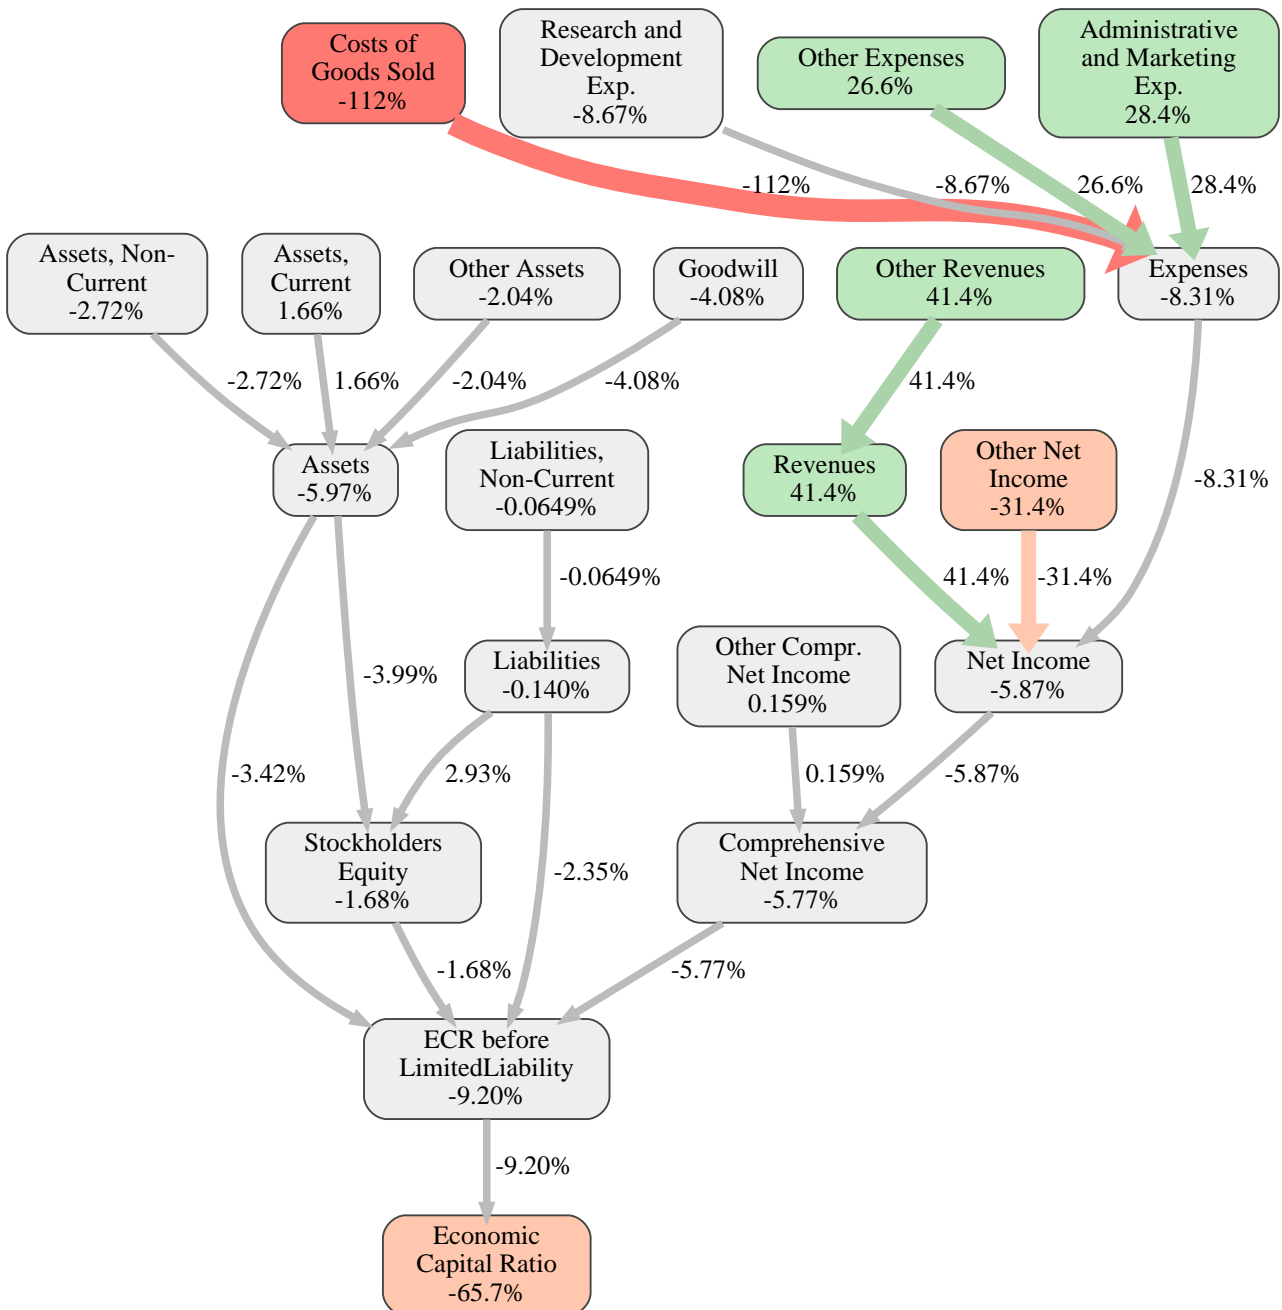 Costs of
Goods Sold
-112%
Research and
Development
Exp.
-8.67%
Other Expenses
26.6%
Administrative
and Marketing
Exp.
28.4%
-112%
-8.67%
26.6%
28.4%
Assets, Non-
Current
-2.72%
Assets,
Current
1.66%
Other Assets
-2.04%
Goodwill
-4.08%
Other Revenues
41.4%
Expenses
-8.31%
-2.72%
1.66%
-2.04%
-4.08%
41.4%
Assets
-5.97%
Liabilities,
Non-Current
-0.0649%
Revenues
41.4%
Other Net
Income
-31.4%
-8.31%
-0.0649%
41.4%
-31.4%
Liabilities
-0.140%
Other Compr.
Net Income
0.159%
Net Income
-5.87%
-3.99%
-3.42%
2.93%
0.159%
-5.87%
Stockholders
Equity
-1.68%
-2.35%
Comprehensive
Net Income
-5.77%
-1.68%
-5.77%
ECR before
LimitedLiability
-9.20%
-9.20%
Economic
Capital Ratio
-65.7%